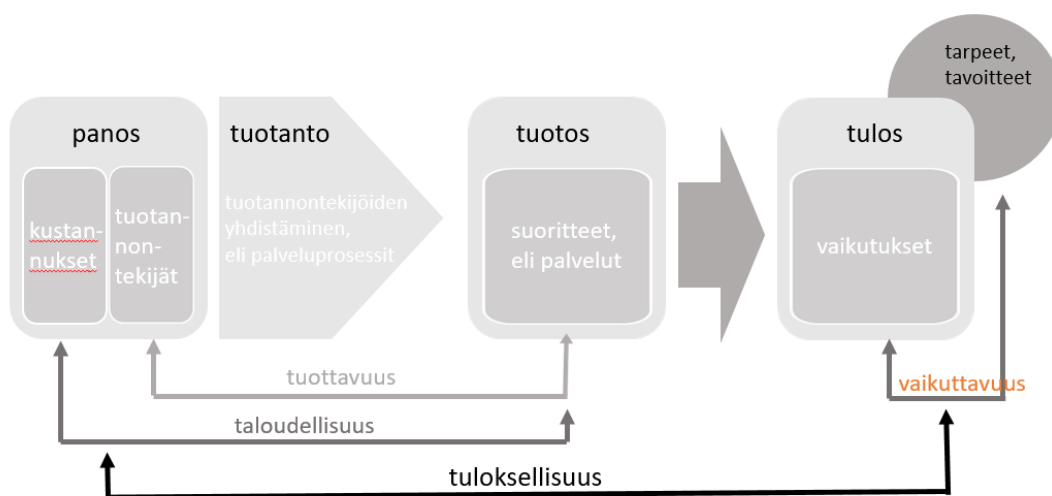 tarpeet,
tavoitteet
panos
tuotanto
tuotos
tulos
kustan-
nukset
tuotan-
non-
tekijät
tuotannontekijöiden
yhdistäminen,
eli palveluprosessit
suoritteet,
eli palvelut
vaikutukset
tuottavuus
vaikuttavuus
taloudellisuus
tuloksellisuus